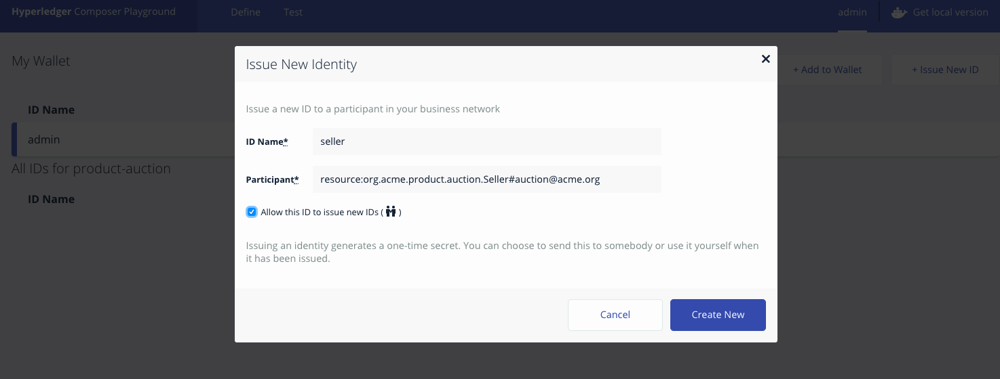 Hyperledger Composer Playground Define Test admin Get local version
My Wallet
+ Add to Wallet + Issue New ID
ID Name
admin
All IDs for product-auction
ID Name
Issue New Identity
Issue a new ID to a participant in your business network
ID Name* seller
Participant* resource:org.acme.product.auction.Seller#auction@acme.org
Allow this ID to issue new IDs ( )
Issuing an identity generates a one-time secret. You can choose to send this to somebody or use it yourself when
it has been issued.
Cancel Create New